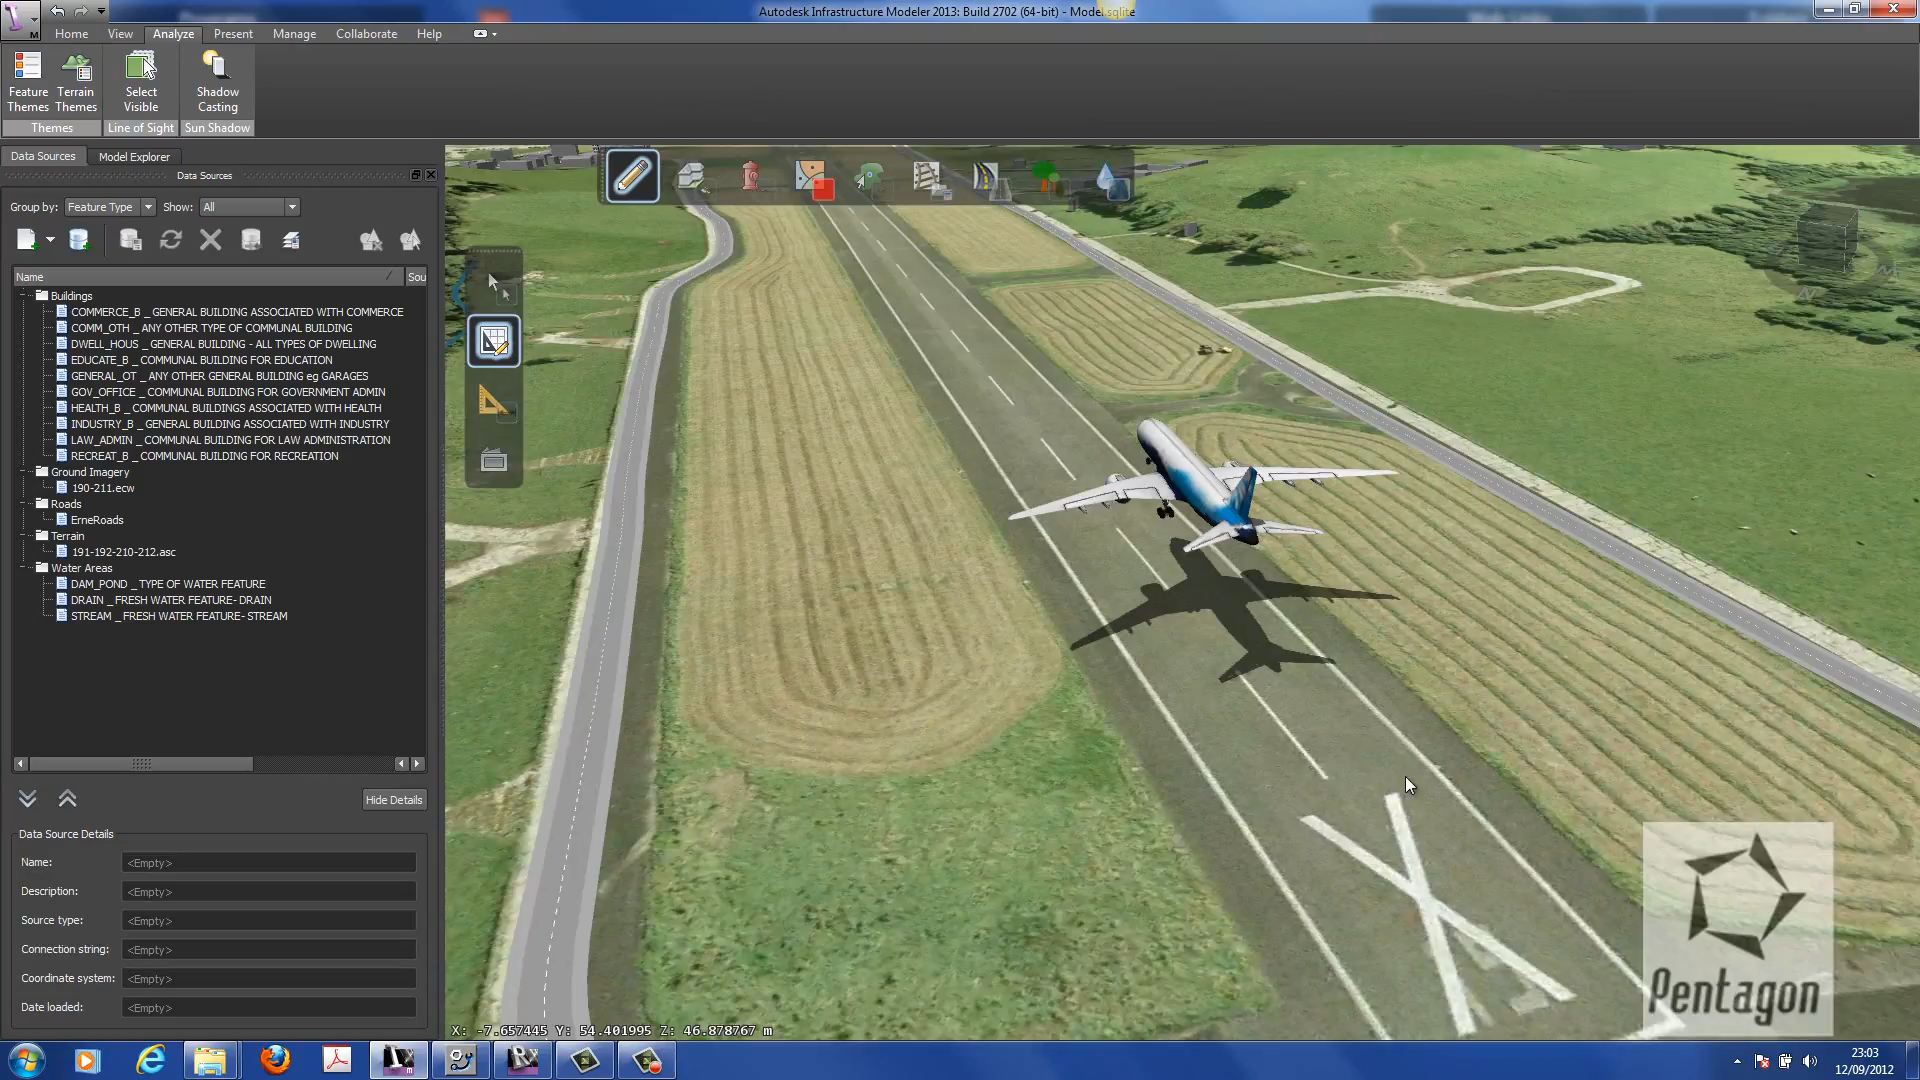 Autodesk Infrastructure Modeler 2013: Build 2702 (64-bit) - Model.sqlite
M
Home View Analyze Present Manage Collaborate Help
Feature Themes
Terrain Themes
Select Visible
Shadow Casting
Themes Line of Sight Sun Shadow
Data Sources Model Explorer
Data Sources
Group by: Feature Type Show: All
Name Sou
Buildings
COMMERCE_B _ GENERAL BUILDING ASSOCIATED WITH COMMERCE
COMM_OTH _ ANY OTHER TYPE OF COMMUNAL BUILDING
DWELL_HOUS _ GENERAL BUILDING - ALL TYPES OF DWELLING
EDUCATE_B _ COMMUNAL BUILDING FOR EDUCATION
GENERAL_OT _ ANY OTHER GENERAL BUILDING eg GARAGES
GOV_OFFICE _ COMMUNAL BUILDING FOR GOVERNMENT ADMIN
HEALTH_B _ COMMUNAL BUILDINGS ASSOCIATED WITH HEALTH
INDUSTRY_B _ GENERAL BUILDING ASSOCIATED WITH INDUSTRY
LAW_ADMIN _ COMMUNAL BUILDING FOR LAW ADMINISTRATION
RECREAT_B _ COMMUNAL BUILDING FOR RECREATION
Ground Imagery
190-211.ecw
Roads
ErneRoads
Terrain
191-192-210-212.asc
Water Areas
DAM_POND _ TYPE OF WATER FEATURE
DRAIN _ FRESH WATER FEATURE- DRAIN
STREAM _ FRESH WATER FEATURE- STREAM
Hide Details
Data Source Details
Name: <Empty>
Description: <Empty>
Source type: <Empty>
Connection string: <Empty>
Coordinate system: <Empty>
Date loaded: <Empty>
X: -7.657445 Y: 54.401995 Z: 46.878767 m
Pentagon
23:03
12/09/2012